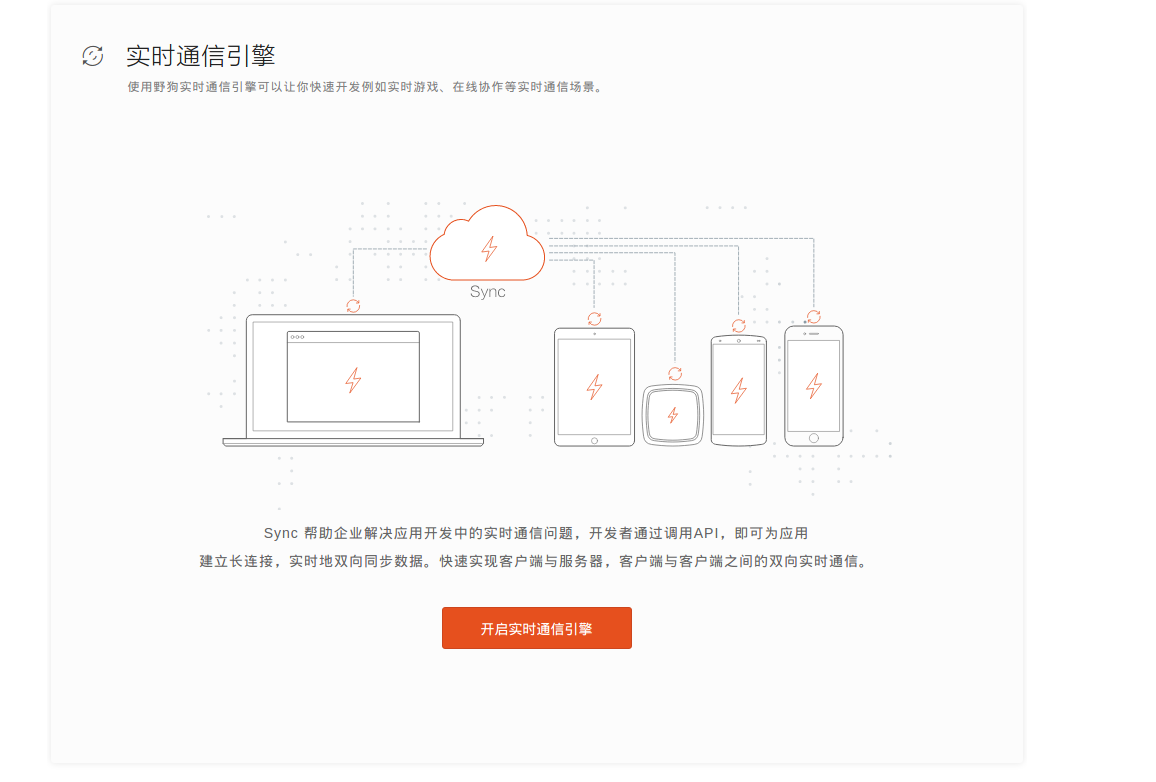 实时通信引擎
使用野狗实时通信引擎可以让你快速开发例如实时游戏、在线协作等实时通信场景。
Sync
Sync 帮助企业解决应用开发中的实时通信问题，开发者通过调用API，即可为应用
建立长连接，实时地双向同步数据。快速实现客户端与服务器，客户端与客户端之间的双向实时通信。
开启实时通信引擎